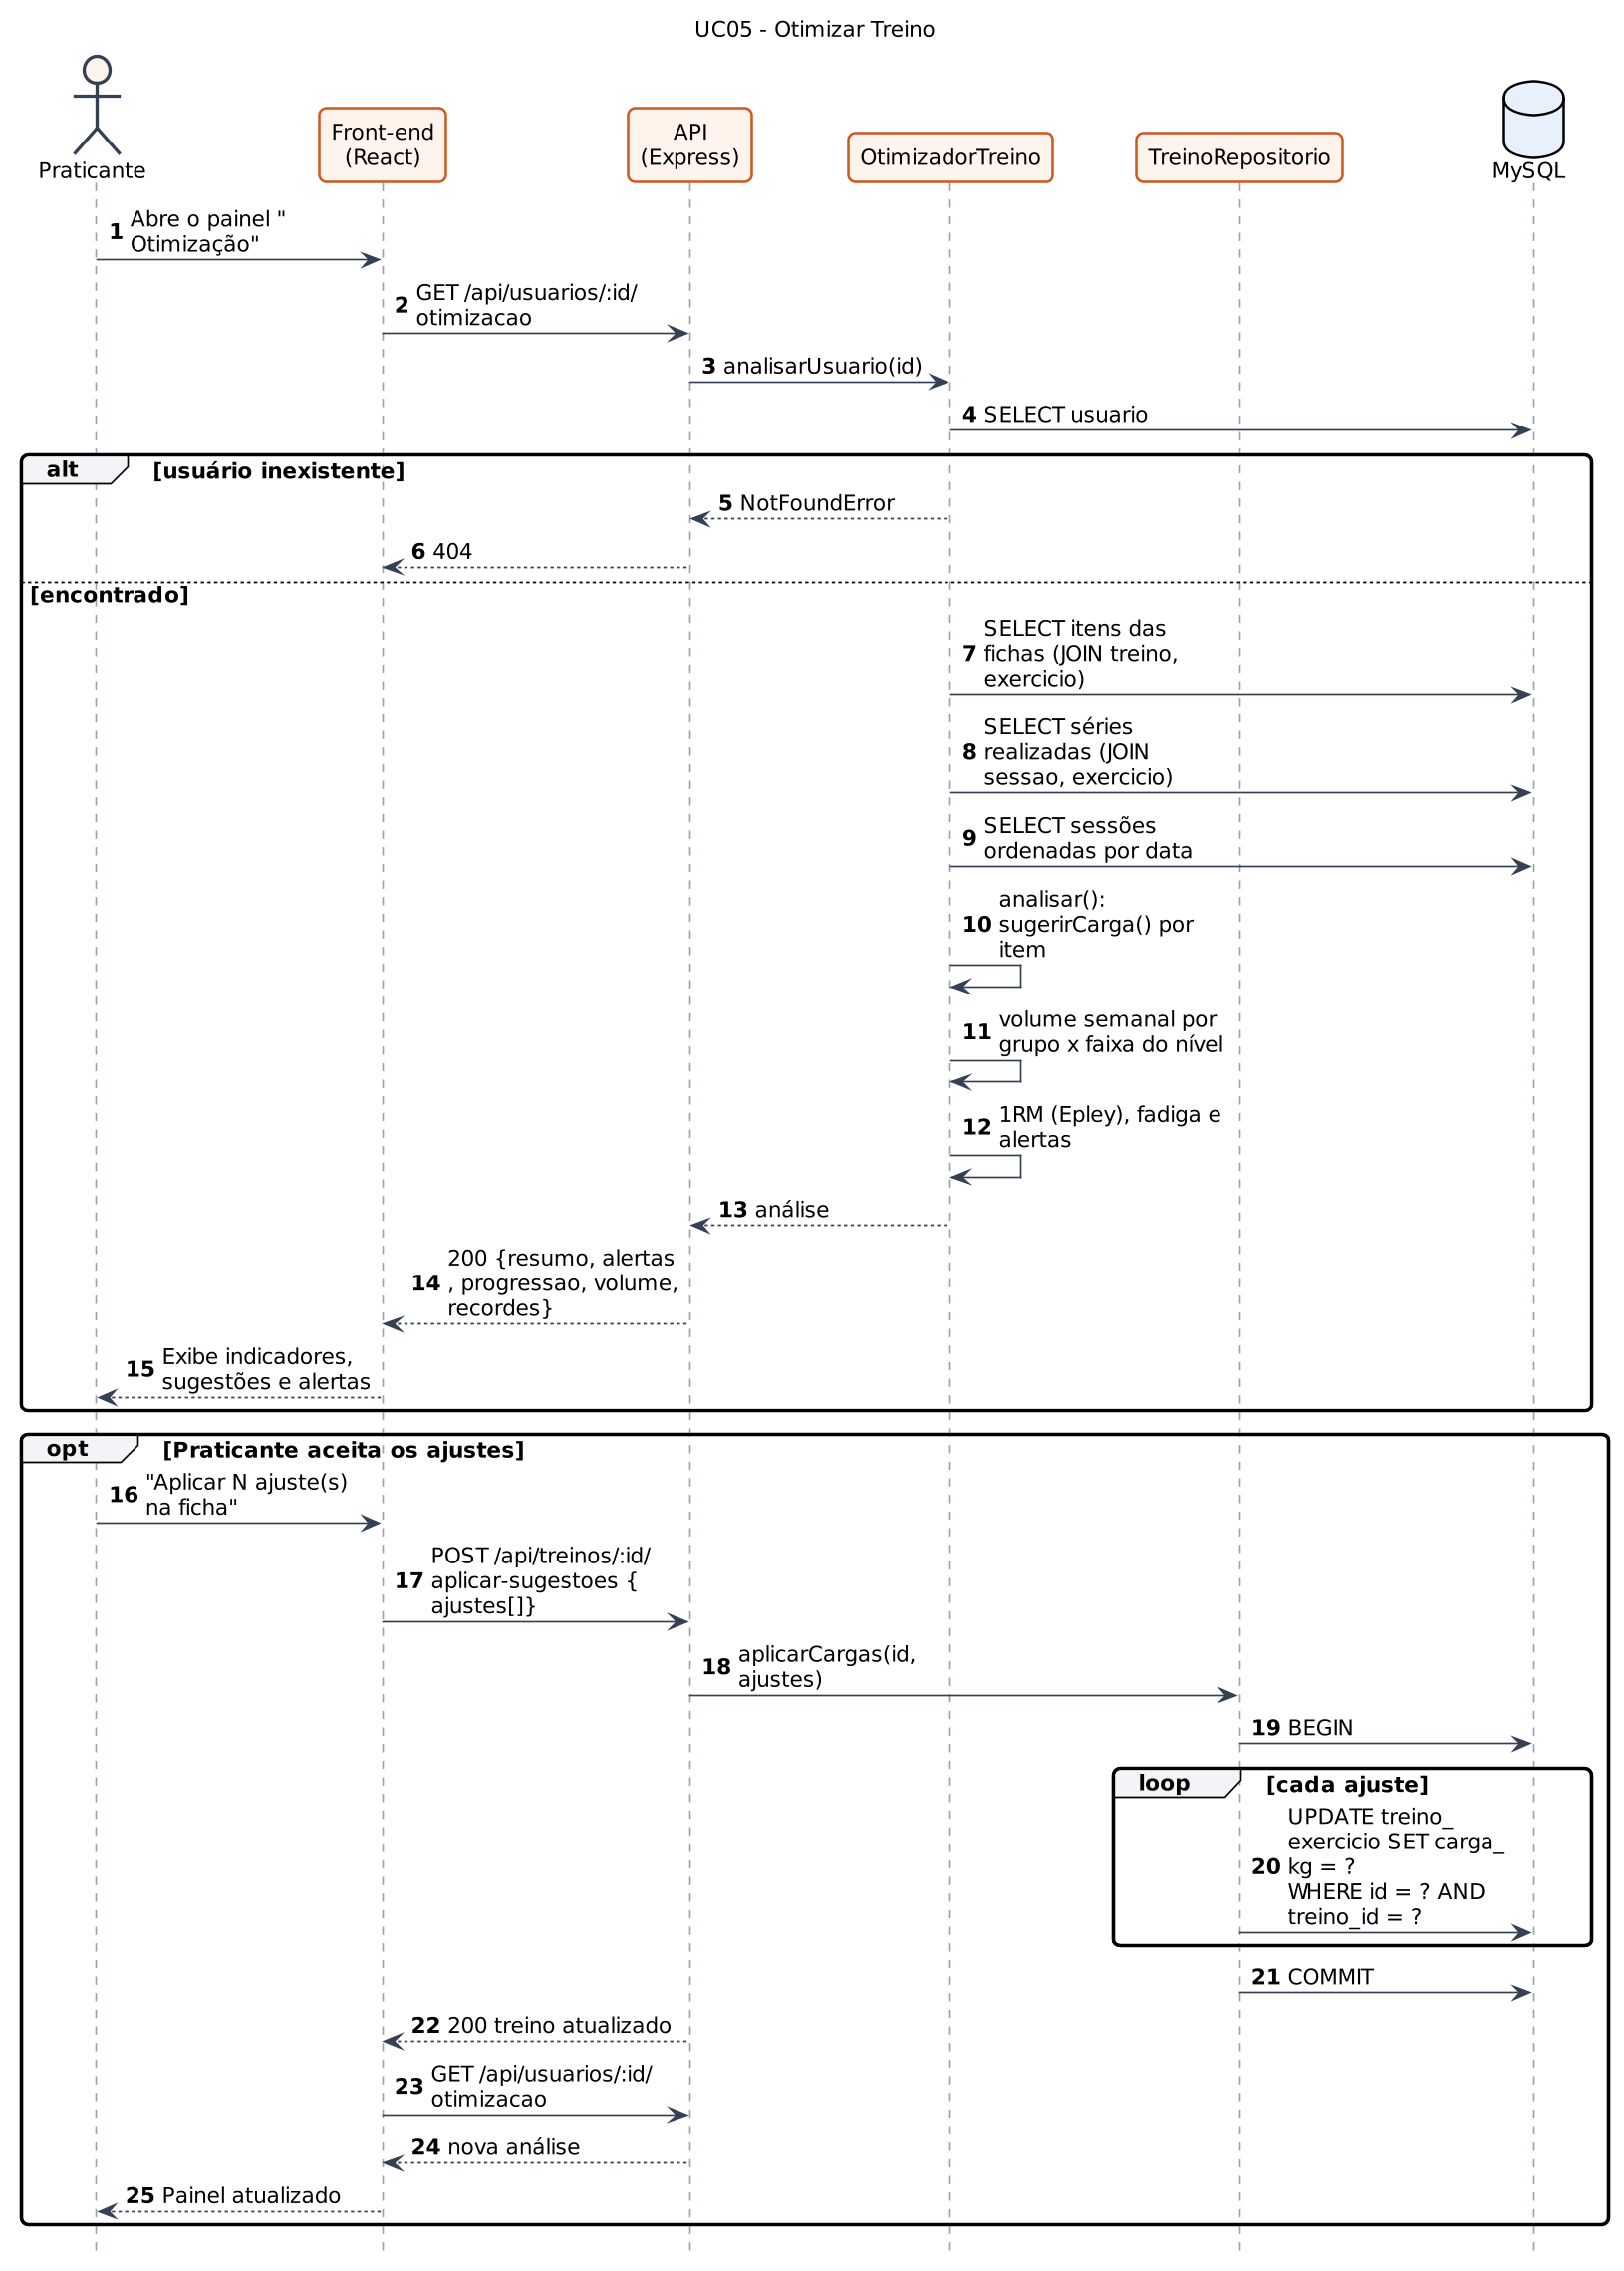 UC05 - Otimizar Treino
Praticante
Front-end
(React)
API
(Express)
OtimizadorTreino
TreinoRepositorio
MySQL
1 Abre o painel "
Otimização"
2 GET /api/usuarios/:id/
otimizacao
3 analisarUsuario(id)
4 SELECT usuario
alt [usuário inexistente]
5 NotFoundError
6 404
[encontrado]
7 SELECT itens das
fichas (JOIN treino,
exercicio)
8 SELECT séries
realizadas (JOIN
sessao, exercicio)
9 SELECT sessões
ordenadas por data
10 analisar():
sugerirCarga() por
item
11 volume semanal por
grupo x faixa do nível
12 1RM (Epley), fadiga e
alertas
13 análise
14 200 {resumo, alertas
, progressao, volume,
recordes}
15 Exibe indicadores,
sugestões e alertas
opt [Praticante aceita os ajustes]
16 "Aplicar N ajuste(s)
na ficha"
17 POST /api/treinos/:id/
aplicar-sugestoes {
ajustes[]}
18 aplicarCargas(id,
ajustes)
19 BEGIN
loop [cada ajuste]
20 UPDATE treino_
exercicio SET carga_
kg = ?
WHERE id = ? AND
treino_id = ?
21 COMMIT
22 200 treino atualizado
23 GET /api/usuarios/:id/
otimizacao
24 nova análise
25 Painel atualizado